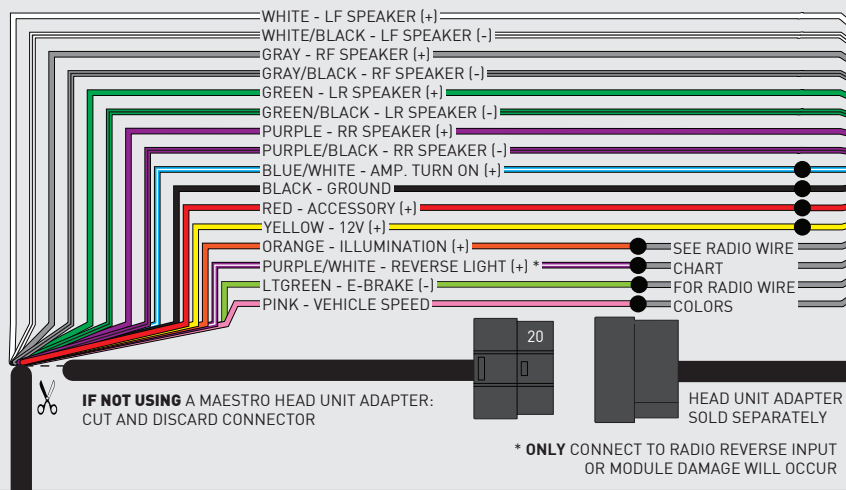 WHITE - LF SPEAKER (+)
WHITE/BLACK - LF SPEAKER (-)
GRAY - RF SPEAKER (+)
GRAY/BLACK - RF SPEAKER (-)
GREEN - LR SPEAKER (+)
GREEN/BLACK - LR SPEAKER (-)
PURPLE - RR SPEAKER (+)
PURPLE/BLACK - RR SPEAKER (-)
BLUE/WHITE - AMP. TURN ON (+)
BLACK - GROUND
RED - ACCESSORY (+)
YELLOW - 12V (+)
ORANGE - ILLUMINATION (+)
PURPLE/WHITE - REVERSE LIGHT (+) *
LTGREEN - E-BRAKE (-)
PINK - VEHICLE SPEED
SEE RADIO WIRE
CHART
FOR RADIO WIRE
COLORS
20
IF NOT USING A MAESTRO HEAD UNIT ADAPTER:
CUT AND DISCARD CONNECTOR
HEAD UNIT ADAPTER
SOLD SEPARATELY
* ONLY CONNECT TO RADIO REVERSE INPUT
OR MODULE DAMAGE WILL OCCUR